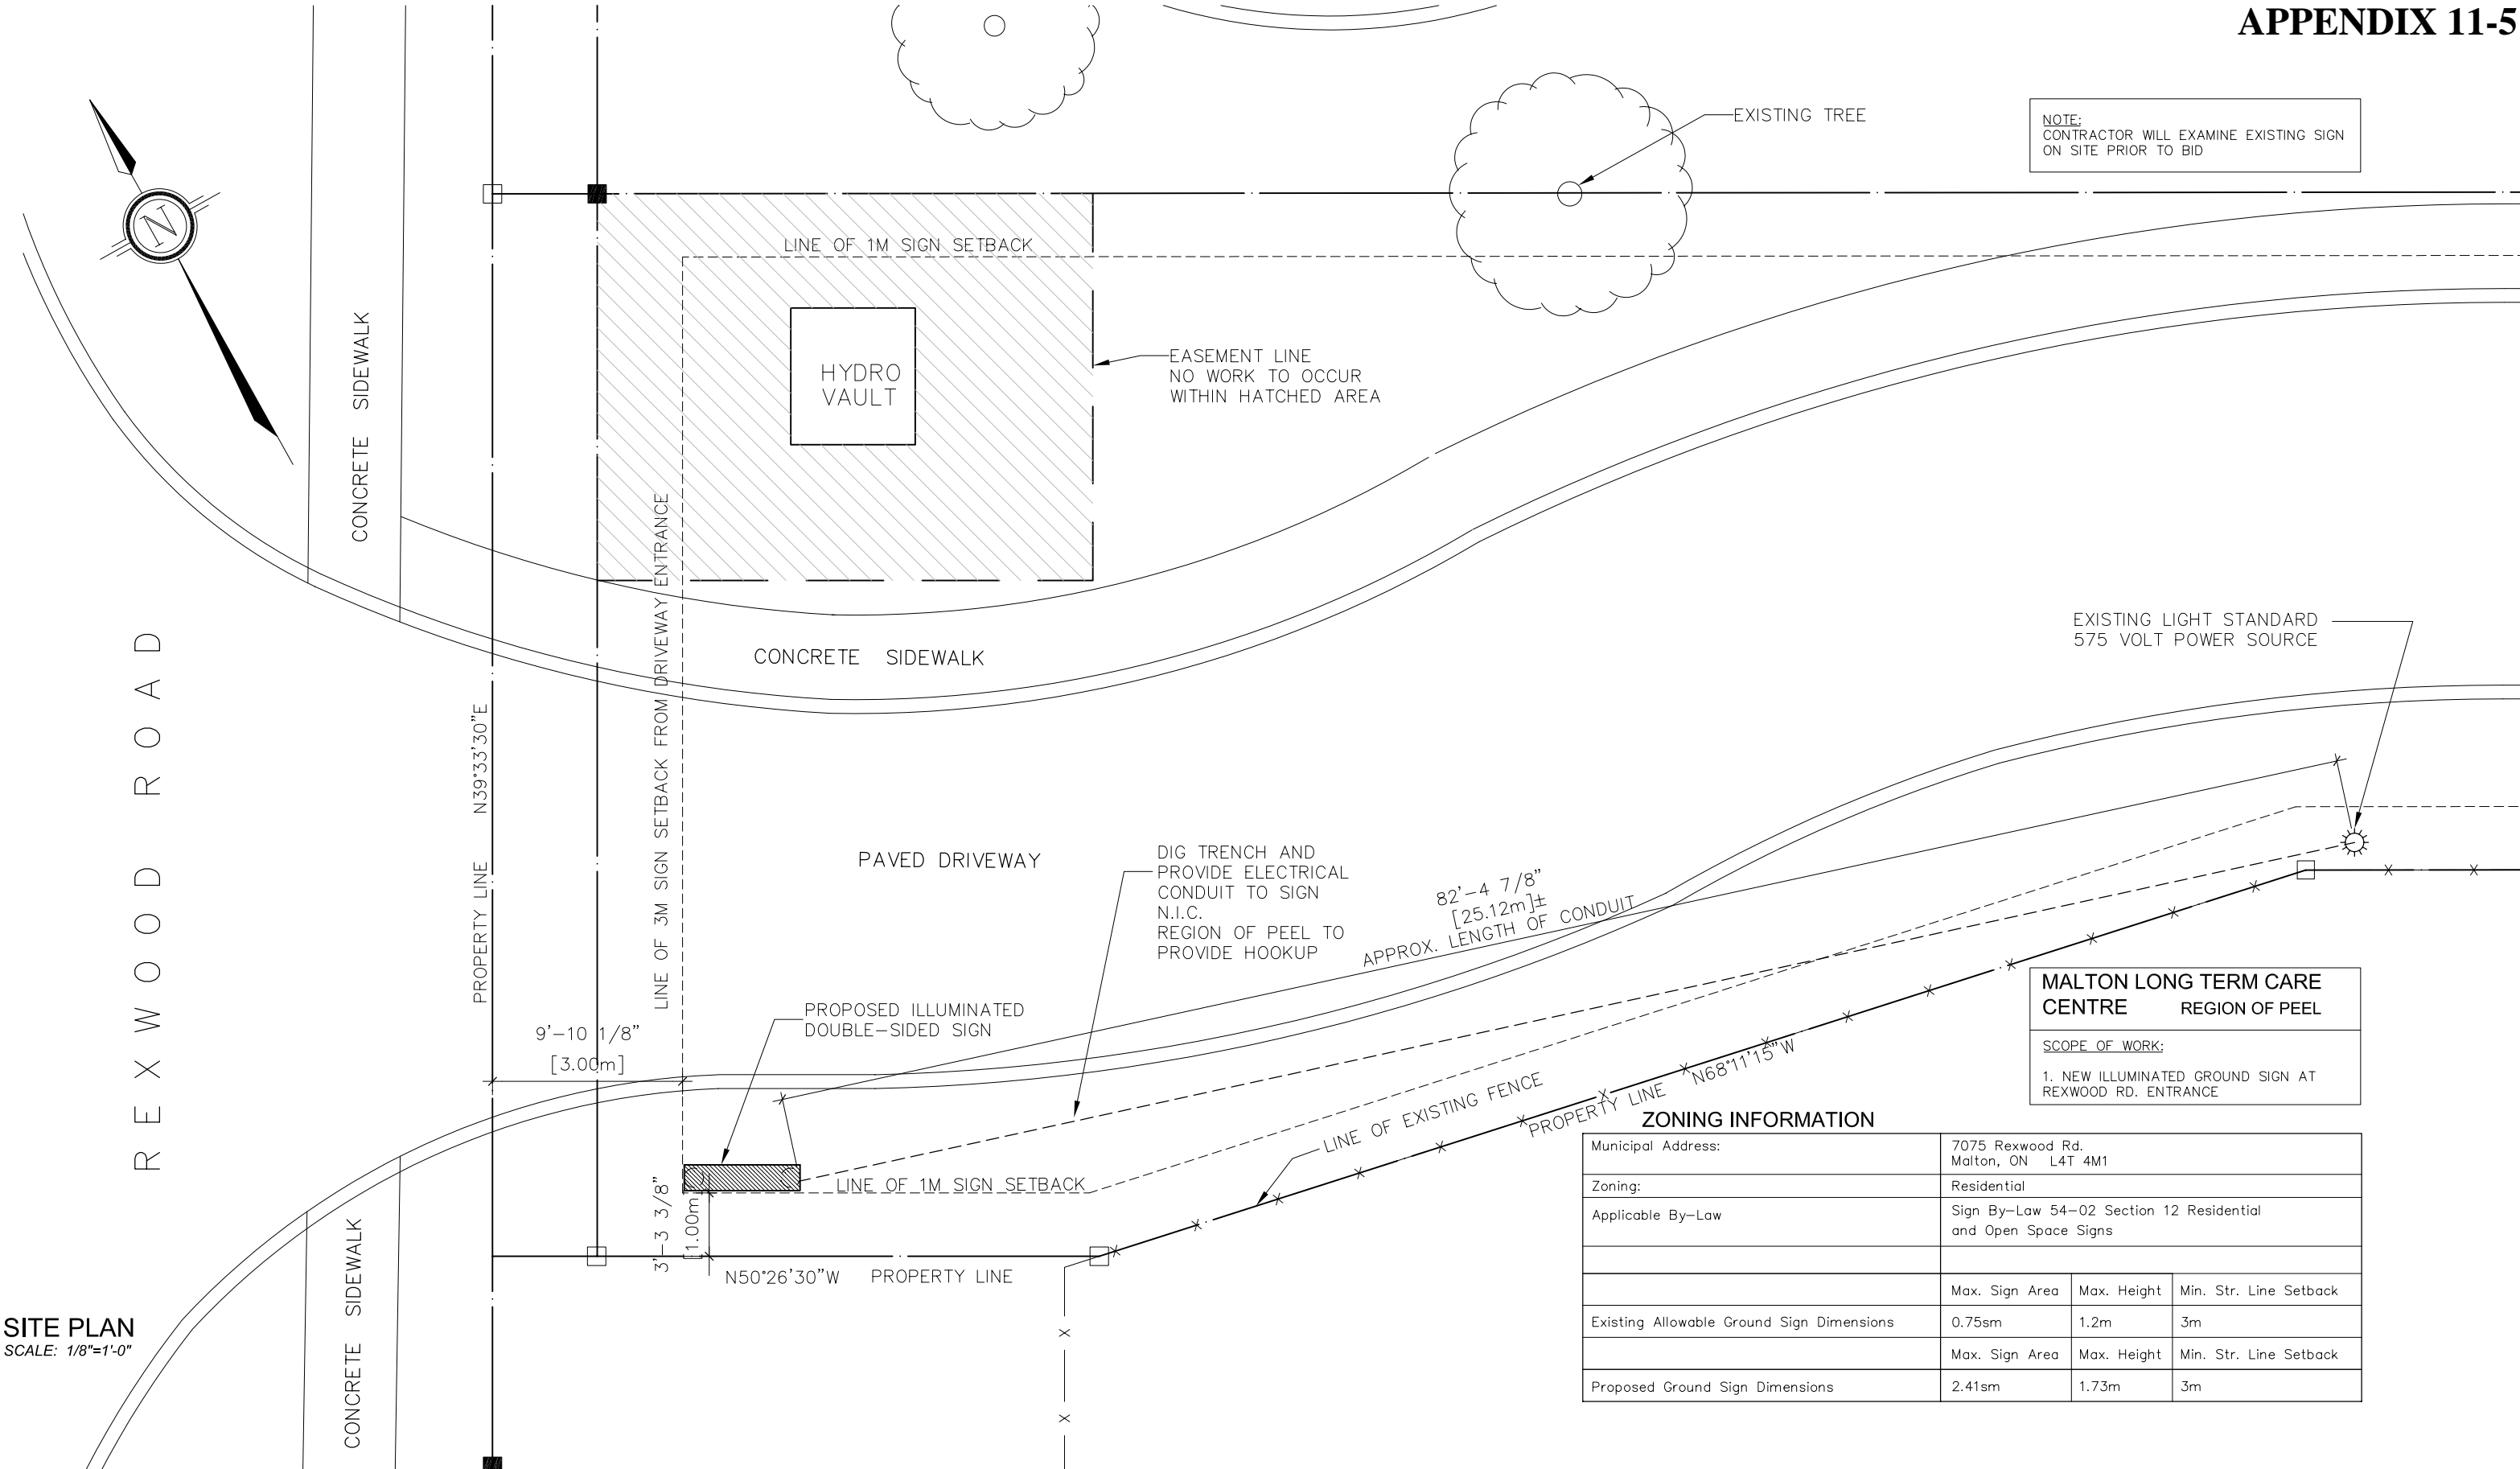 APPENDIX 11-5
EXISTING TREE
NOTE:
CONTRACTOR WILL EXAMINE EXISTING SIGN
ON SITE PRIOR TO BID
N
LINE OF 1M SIGN SETBACK
HYDRO
VAULT
EASEMENT LINE
NO WORK TO OCCUR
WITHIN HATCHED AREA
CONCRETE SIDEWALK
LINE OF 3M SIGN SETBACK FROM DRIVEWAY ENTRANCE
CONCRETE SIDEWALK
EXISTING LIGHT STANDARD
575 VOLT POWER SOURCE
REXWOOD ROAD
PROPERTY LINE N39°33'30"E
PAVED DRIVEWAY
DIG TRENCH AND
PROVIDE ELECTRICAL
CONDUIT TO SIGN
N.I.C.
REGION OF PEEL TO
PROVIDE HOOKUP
82'-4 7/8"
[25.12m]±
APPROX. LENGTH OF CONDUIT
PROPOSED ILLUMINATED
DOUBLE-SIDED SIGN
9'-10 1/8"
[3.00m]
MALTON LONG TERM CARE
CENTRE REGION OF PEEL
SCOPE OF WORK:
1. NEW ILLUMINATED GROUND SIGN AT
REXWOOD RD. ENTRANCE
LINE OF EXISTING FENCE
PROPERTY LINE N68°11'15"W
LINE OF 1M SIGN SETBACK
3'-3 3/8"
[1.00m]
N50°26'30"W PROPERTY LINE
CONCRETE SIDEWALK
SITE PLAN
SCALE: 1/8"=1'-0"
ZONING INFORMATION
Municipal Address: 7075 Rexwood Rd.
Malton, ON L4T 4M1
Zoning: Residential
Applicable By-Law Sign By-Law 54-02 Section 12 Residential
and Open Space Signs
Max. Sign Area Max. Height Min. Str. Line Setback
Existing Allowable Ground Sign Dimensions 0.75sm 1.2m 3m
Max. Sign Area Max. Height Min. Str. Line Setback
Proposed Ground Sign Dimensions 2.41sm 1.73m 3m
X
X